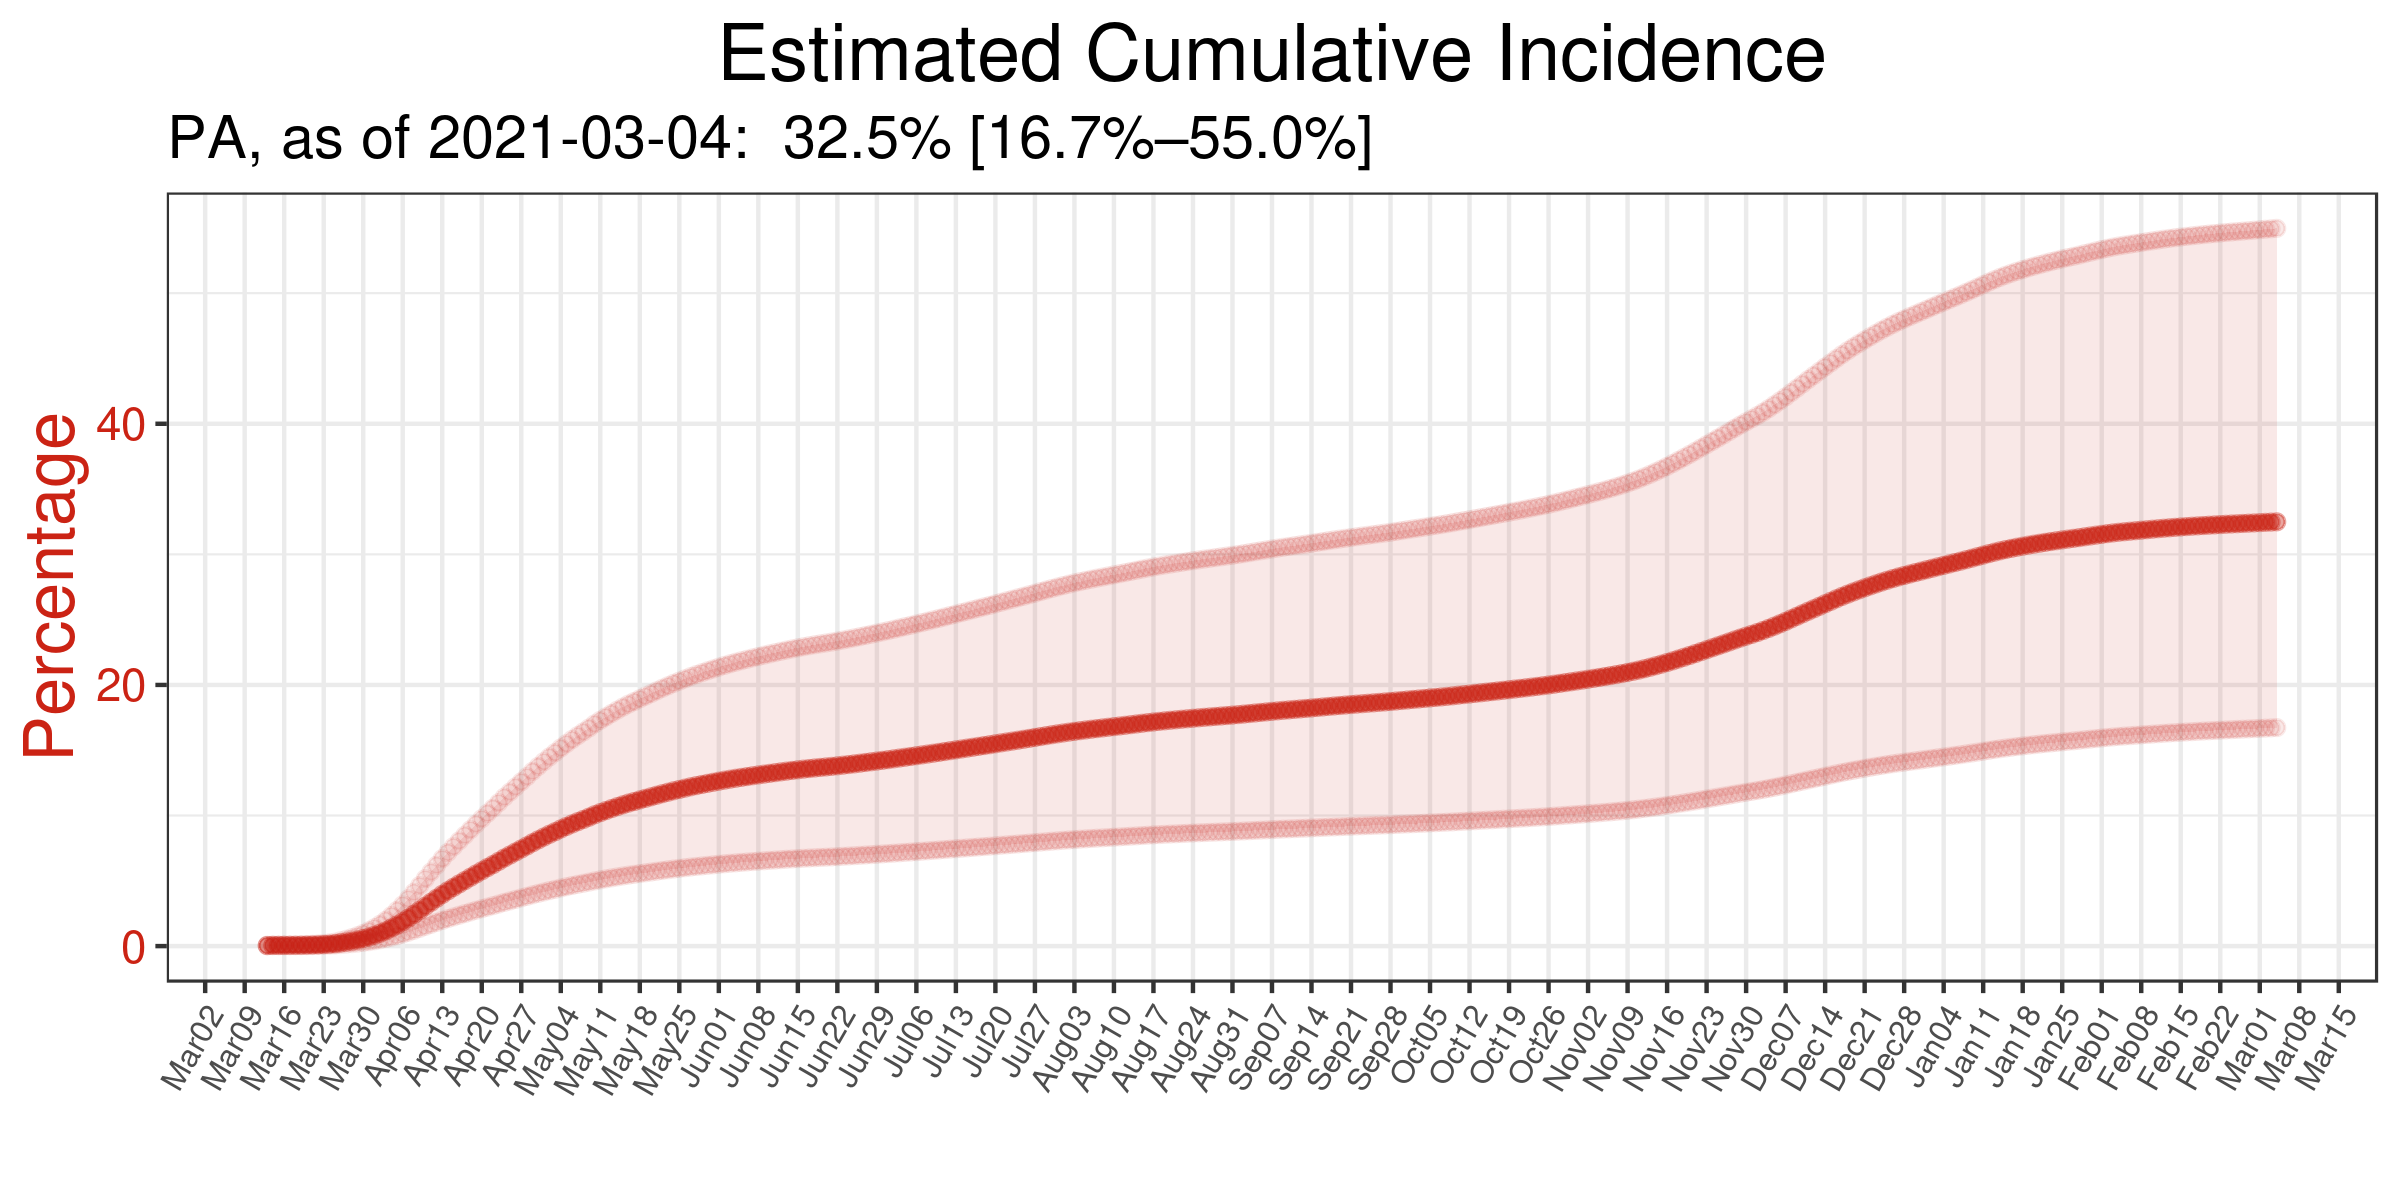 Estimated Cumulative Incidence
PA, as of 2021-03-04:  32.5% [16.7%–55.0%]
Percentage
40
20
0
Mar02
Mar09
Mar16
Mar23
Mar30
Apr06
Apr13
Apr20
Apr27
May04
May11
May18
May25
Jun01
Jun08
Jun15
Jun22
Jun29
Jul06
Jul13
Jul20
Jul27
Aug03
Aug10
Aug17
Aug24
Aug31
Sep07
Sep14
Sep21
Sep28
Oct05
Oct12
Oct19
Oct26
Nov02
Nov09
Nov16
Nov23
Nov30
Dec07
Dec14
Dec21
Dec28
Jan04
Jan11
Jan18
Jan25
Feb01
Feb08
Feb15
Feb22
Mar01
Mar08
Mar15